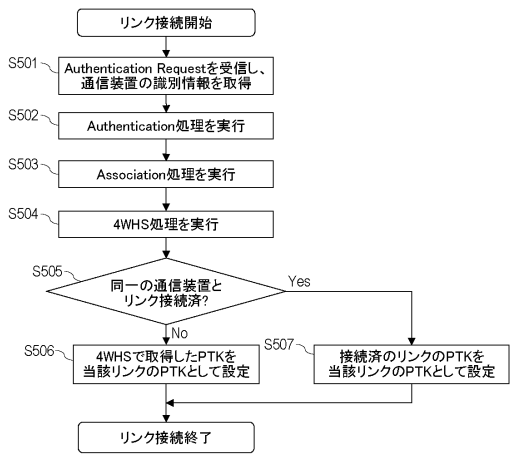 リンク接続開始
S501
Authentication Requestを受信し、
通信装置の識別情報を取得
S502
Authentication処理を実行
S503
Association処理を実行
S504
4WHS処理を実行
S505
同一の通信装置と
リンク接続済?
Yes
No
S506
4WHSで取得したPTKを
当該リンクのPTKとして設定
S507
接続済のリンクのPTKを
当該リンクのPTKとして設定
リンク接続終了